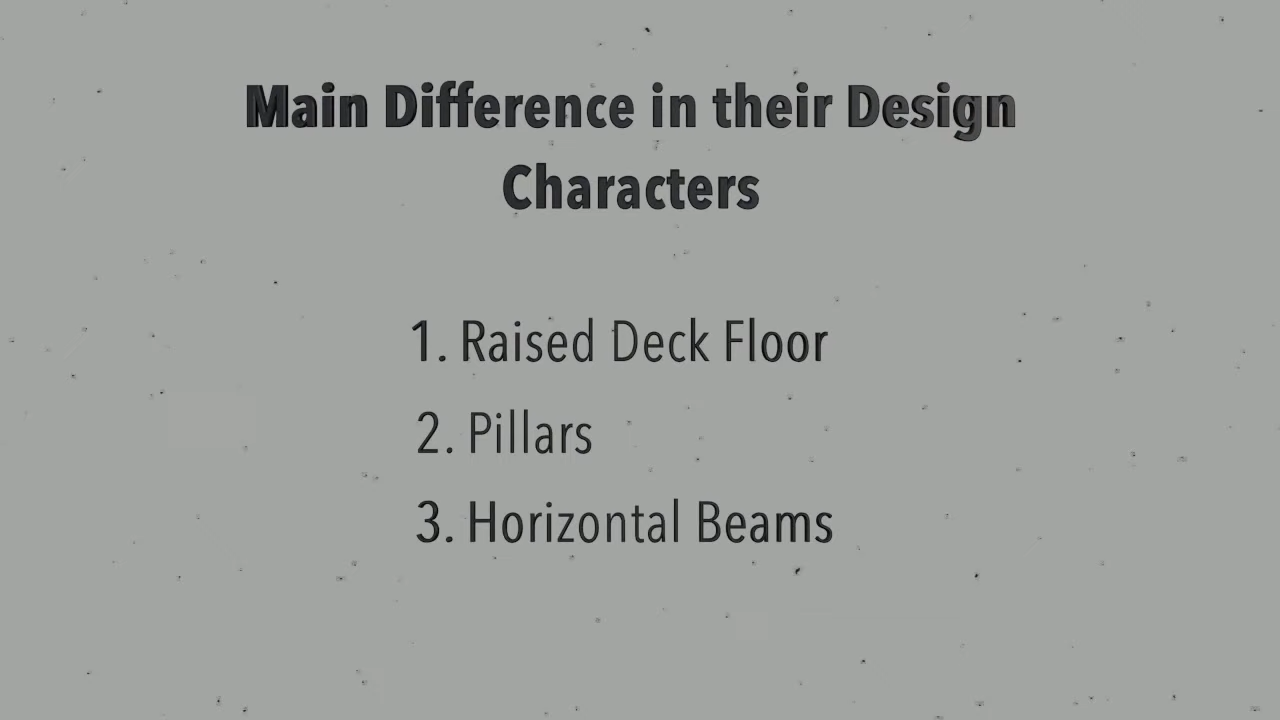 Main Difference in their Design
Characters
1. Raised Deck Floor
2. Pillars
3. Horizontal Beams